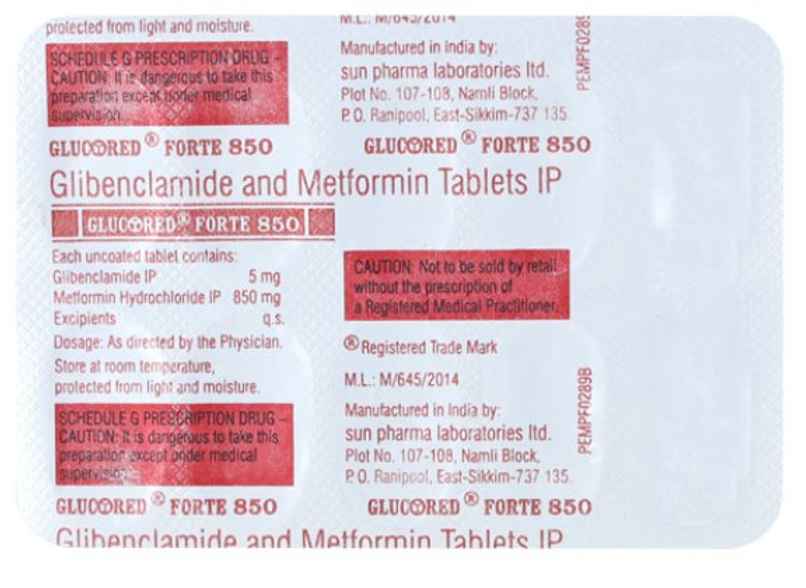 protected from light and moisture.
SCHEDULE G PRESCRIPTION DRUG –
CAUTION: It is dangerous to take this
preparation except under medical
supervision.
M.L.: M/645/2014
Manufactured in India by:
sun pharma laboratories ltd.
Plot No. 107-108, Namli Block,
P.O. Ranipool, East-Sikkim-737 135.
PEMPF0289
GLUCORED® FORTE 850
GLUCORED® FORTE 850
Glibenclamide and Metformin Tablets IP
GLUCORED® FORTE 850
Each uncoated tablet contains:
Glibenclamide IP 5 mg
Metformin Hydrochloride IP 850 mg
Excipients q.s.
Dosage: As directed by the Physician.
Store at room temperature,
protected from light and moisture.
SCHEDULE G PRESCRIPTION DRUG –
CAUTION: It is dangerous to take this
preparation except under medical
supervision.
CAUTION: Not to be sold by retail
without the prescription of
a Registered Medical Practitioner.
® Registered Trade Mark
M.L.: M/645/2014
Manufactured in India by:
sun pharma laboratories ltd.
Plot No. 107-108, Namli Block,
P.O. Ranipool, East-Sikkim-737 135.
PEMPF0289B
GLUCORED® FORTE 850
GLUCORED® FORTE 850
Glibenclamide and Metformin Tablets IP